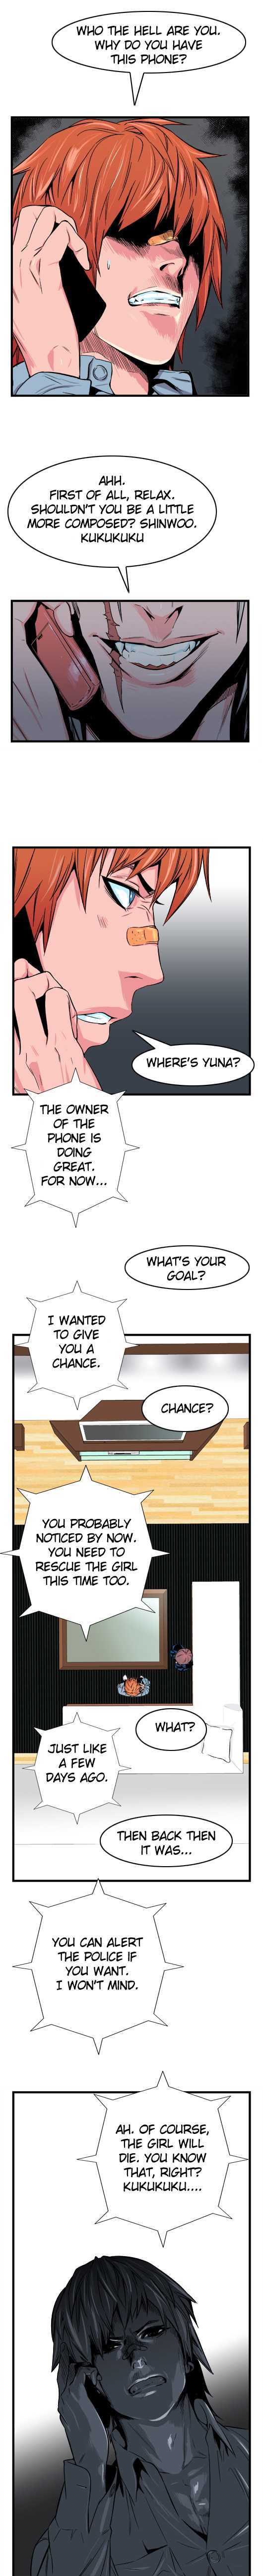 WHO THE HELL ARE YOU.
WHY DO YOU HAVE
THIS PHONE?
AHH.
FIRST OF ALL, RELAX.
SHOULDN'T YOU BE A LITTLE
MORE COMPOSED? SHINWOO.
KUKUKUKU
WHERE'S YUNA?
THE OWNER
OF THE
PHONE IS
DOING
GREAT.
FOR NOW...
WHAT'S YOUR
GOAL?
I WANTED
TO GIVE
YOU A
CHANCE.
CHANCE?
YOU PROBABLY
NOTICED BY NOW.
YOU NEED TO
RESCUE THE GIRL
THIS TIME TOO.
WHAT?
JUST LIKE
A FEW
DAYS AGO.
THEN BACK THEN
IT WAS...
YOU CAN ALERT
THE POLICE IF
YOU WANT.
I WON'T MIND.
AH. OF COURSE,
THE GIRL WILL
DIE. YOU KNOW
THAT, RIGHT?
KUKUKUKU....